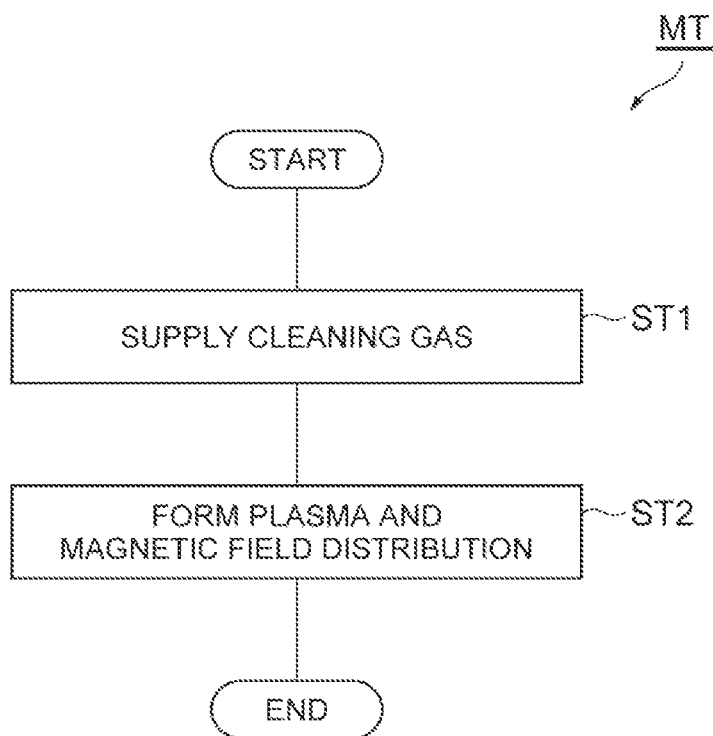 MT
START
SUPPLY CLEANING GAS
ST1
FORM PLASMA AND
MAGNETIC FIELD DISTRIBUTION
ST2
END